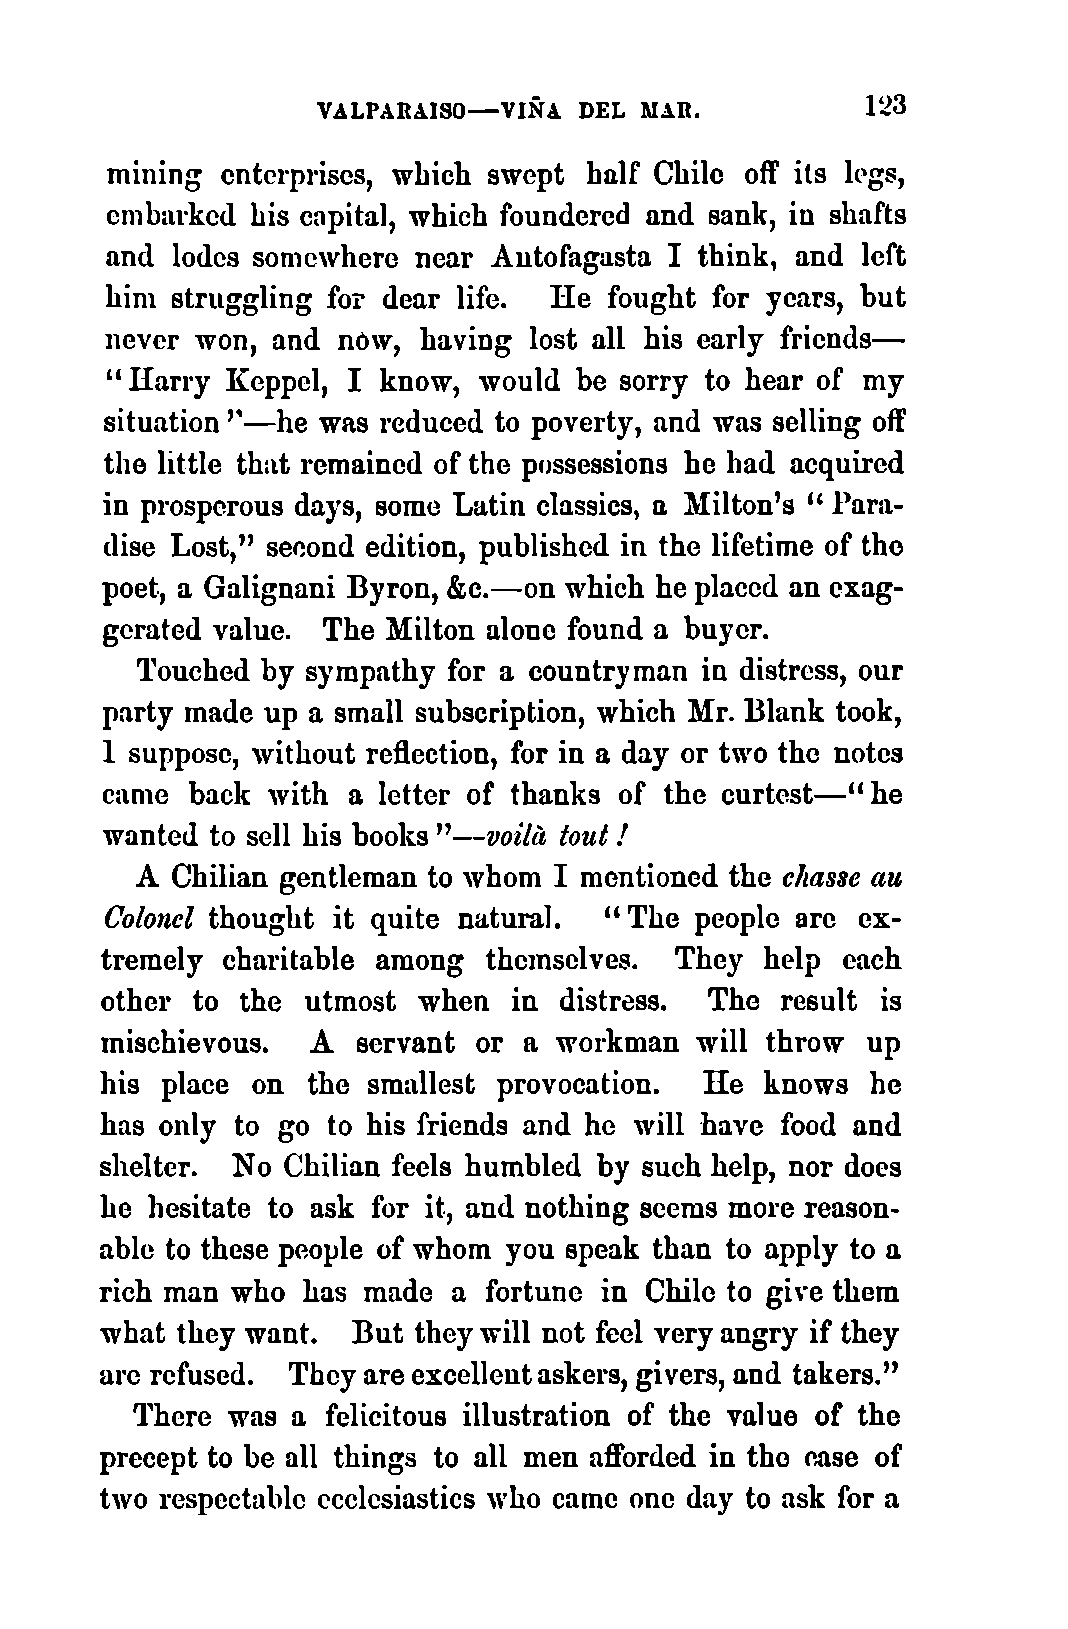 VALPARAISO—VIÑA DEL MAR. 123
mining enterprises, which swept half Chile off its legs,
embarked his capital, which foundered and sank, in shafts
and lodes somewhere near Autofagasta I think, and left
him struggling for dear life. He fought for years, but
never won, and now, having lost all his early friends—
“Harry Keppel, I know, would be sorry to hear of my
situation”—he was reduced to poverty, and was selling off
the little that remained of the possessions he had acquired
in prosperous days, some Latin classics, a Milton's “Para-
dise Lost,” second edition, published in the lifetime of the
poet, a Galignani Byron, &c.—on which he placed an exag-
gerated value. The Milton alone found a buyer.
Touched by sympathy for a countryman in distress, our
party made up a small subscription, which Mr. Blank took,
I suppose, without reflection, for in a day or two the notes
came back with a letter of thanks of the curtest—“he
wanted to sell his books”—voilà tout!
A Chilian gentleman to whom I mentioned the chasse au
Colonel thought it quite natural. “The people are ex-
tremely charitable among themselves. They help each
other to the utmost when in distress. The result is
mischievous. A servant or a workman will throw up
his place on the smallest provocation. He knows he
has only to go to his friends and he will have food and
shelter. No Chilian feels humbled by such help, nor does
he hesitate to ask for it, and nothing seems more reason-
able to these people of whom you speak than to apply to a
rich man who has made a fortune in Chile to give them
what they want. But they will not feel very angry if they
are refused. They are excellent askers, givers, and takers.”
There was a felicitous illustration of the value of the
precept to be all things to all men afforded in the case of
two respectable ecclesiastics who came one day to ask for a